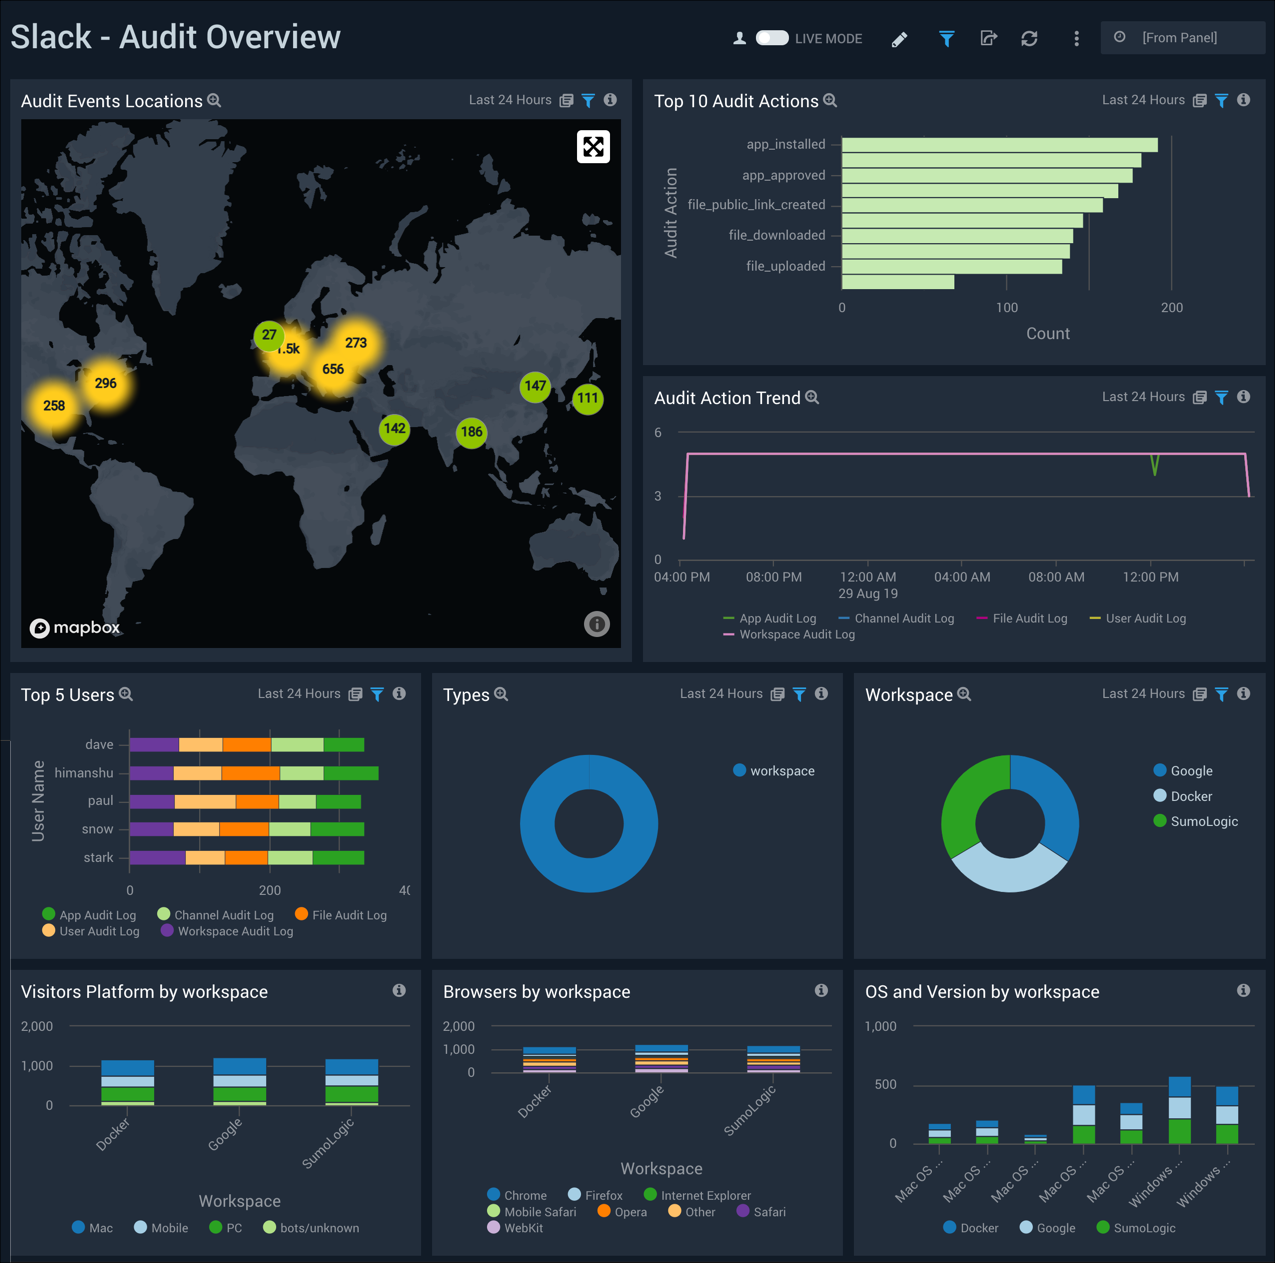 Slack - Audit Overview
LIVE MODE
[From Panel]
Audit Events Locations
Last 24 Hours
27
273
656
296
258
147
111
142
186
mapbox
Top 10 Audit Actions
Last 24 Hours
Audit Action
app_installed
app_approved
file_public_link_created
file_downloaded
file_uploaded
0 100 200
Count
Audit Action Trend
Last 24 Hours
6
3
0
04:00 PM 08:00 PM 12:00 AM 04:00 AM 08:00 AM 12:00 PM
29 Aug 19
App Audit Log Channel Audit Log File Audit Log User Audit Log
Workspace Audit Log
Top 5 Users
Last 24 Hours
User Name
dave
himanshu
paul
snow
stark
0 200
App Audit Log Channel Audit Log File Audit Log
User Audit Log Workspace Audit Log
Types
Last 24 Hours
workspace
Workspace
Last 24 Hours
Google
Docker
SumoLogic
Visitors Platform by workspace
2,000
1,000
0
Docker Google SumoLogic
Workspace
Mac Mobile PC bots/unknown
Browsers by workspace
2,000
1,000
0
Docker Google SumoLogic
Workspace
Chrome Firefox Internet Explorer
Mobile Safari Opera Other Safari
WebKit
OS and Version by workspace
1,000
500
0
Mac OS ... Mac OS ... Mac OS ... Mac OS ... Mac OS ... Windows ... Windows ...
Docker Google SumoLogic